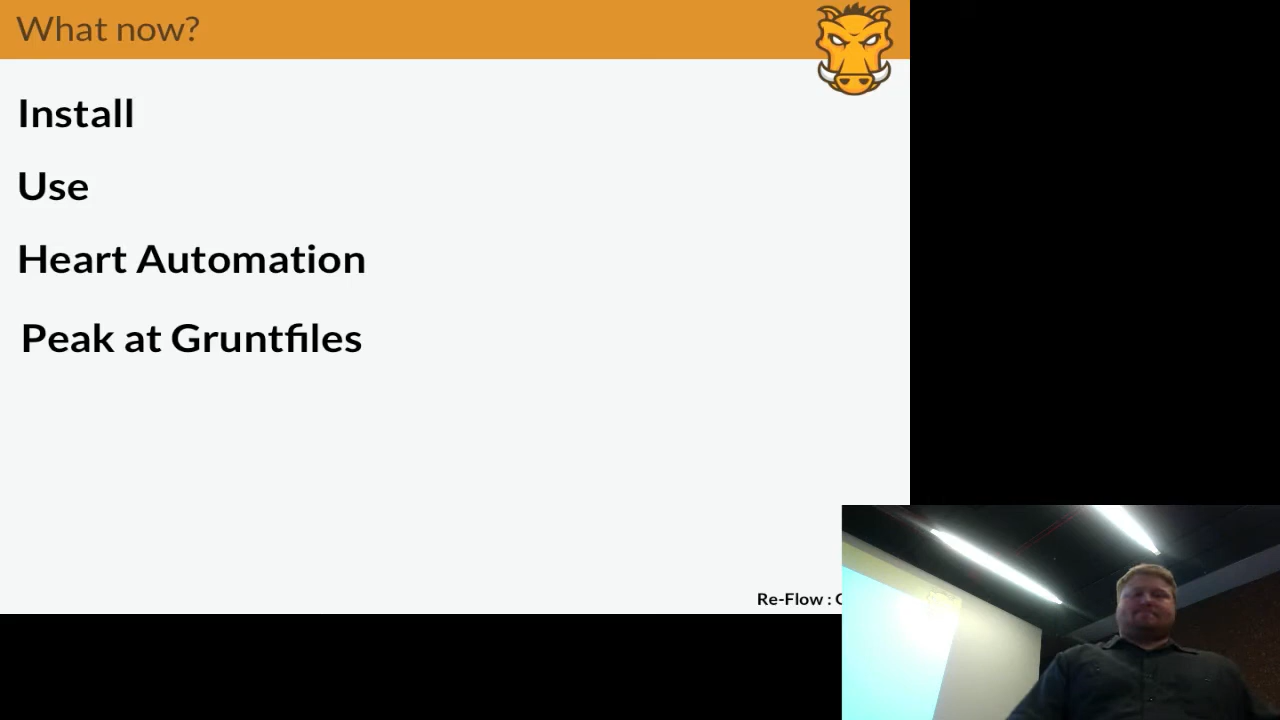 What now?
Install
Use
Heart Automation
Peak at Gruntfiles
Re-Flow :